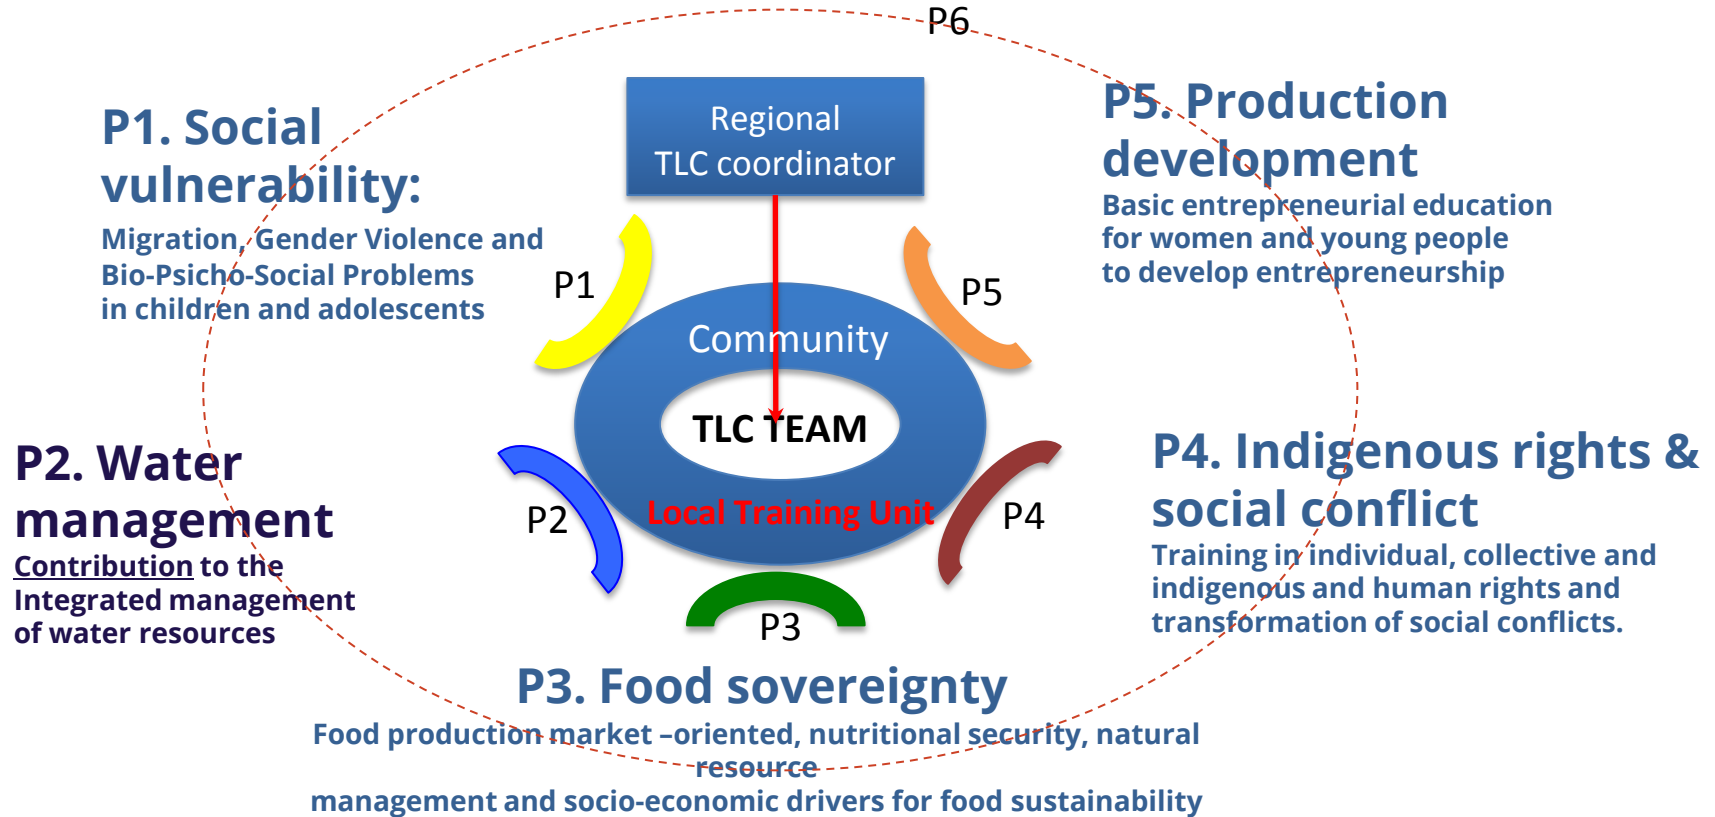 P6
P1. Social
vulnerability:
Migration, Gender Violence and
Bio-Psicho-Social Problems
in children and adolescents
Regional
TLC coordinator
P5. Production
development
Basic entrepreneurial education
for women and young people
to develop entrepreneurship
P1
P5
Community
TLC TEAM
Local Training Unit
P2
P4
P3
P2. Water
management
Contribution to the
Integrated management
of water resources
P4. Indigenous rights &
social conflict
Training in individual, collective and
indigenous and human rights and
transformation of social conflicts.
P3. Food sovereignty
Food production market –oriented, nutritional security, natural
resource
management and socio-economic drivers for food sustainability